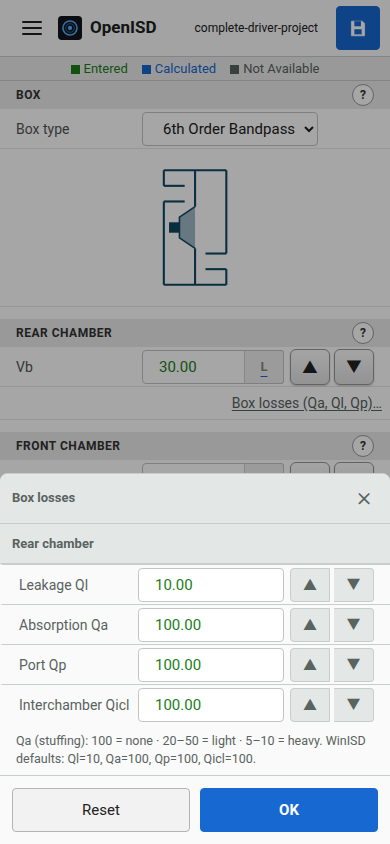 OpenISD
complete-driver-project
Entered Calculated Not Available
BOX ?
Box type 6th Order Bandpass
REAR CHAMBER ?
Vb 30.00 L ▲ ▼
Box losses (Qa, Ql, Qp)...
FRONT CHAMBER ?
Box losses ×
Rear chamber
Leakage Ql 10.00 ▲ ▼
Absorption Qa 100.00 ▲ ▼
Port Qp 100.00 ▲ ▼
Interchamber Qicl 100.00 ▲ ▼
Qa (stuffing): 100 = none · 20–50 = light · 5–10 = heavy. WinISD
defaults: Ql=10, Qa=100, Qp=100, Qicl=100.
Reset OK